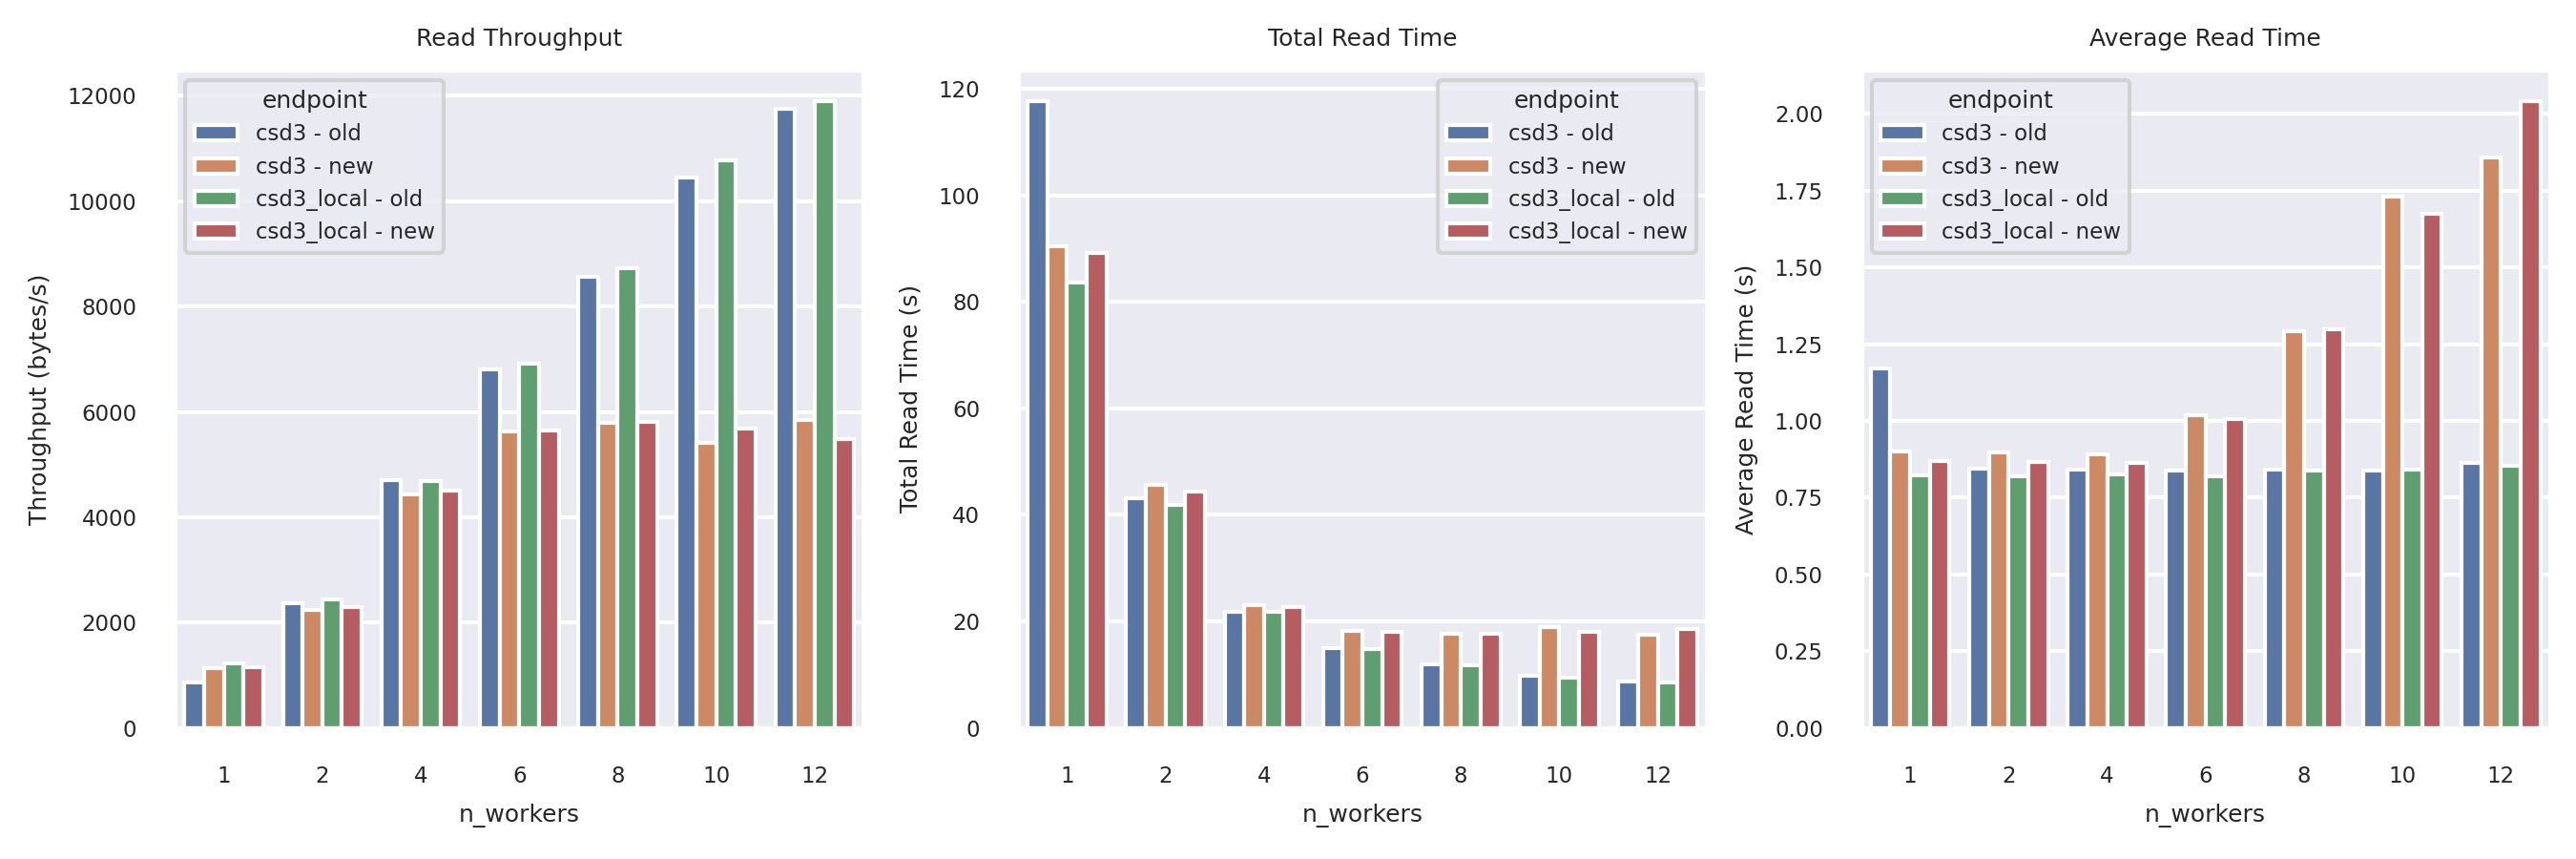 Read Throughput
Throughput (bytes/s)
12000
10000
8000
6000
4000
2000
0
endpoint
csd3 - old
csd3 - new
csd3_local - old
csd3_local - new
1 2 4 6 8 10 12
n_workers
Total Read Time
Total Read Time (s)
120
100
80
60
40
20
0
endpoint
csd3 - old
csd3 - new
csd3_local - old
csd3_local - new
1 2 4 6 8 10 12
n_workers
Average Read Time
Average Read Time (s)
2.00
1.75
1.50
1.25
1.00
0.75
0.50
0.25
0.00
endpoint
csd3 - old
csd3 - new
csd3_local - old
csd3_local - new
1 2 4 6 8 10 12
n_workers